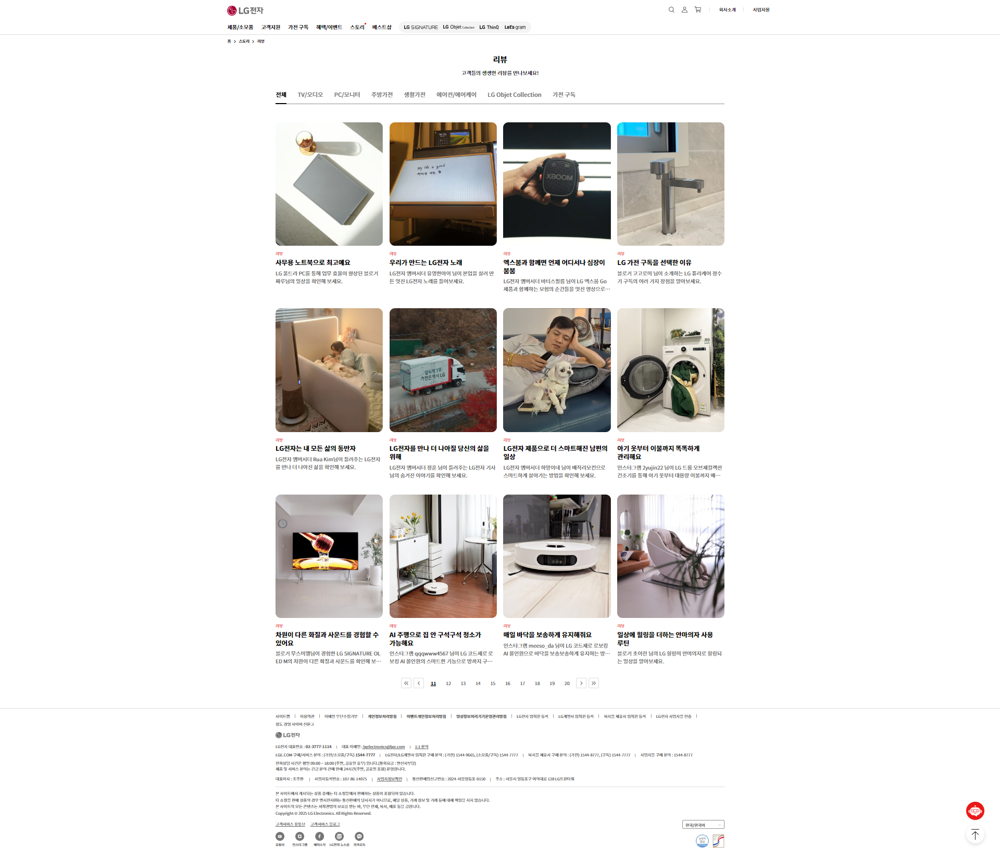 LG전자
회사소개
사업자몰
제품/소모품 고객지원 가전 구독 혜택/이벤트 스토리 베스트샵 LG SIGNATURE LG Objet Collection LG ThinQ Let's gram
홈 > 스토리 > 리뷰
리뷰
고객들의 생생한 리뷰를 만나보세요!
전체 TV/오디오 PC/모니터 주방가전 생활가전 에어컨/에어케어 LG Objet Collection 가전 구독
My life is good
XBOOM
리뷰
사무용 노트북으로 최고예요
LG 울트라 PC를 통해 업무 효율이 향상된 블로거
짜루님의 일상을 확인해 보세요.
리뷰
우리가 만드는 LG전자 노래
LG전자 앰버서더 유명한아이 님이 본업을 살려 만
든 멋진 LG전자 노래를 들어보세요.
리뷰
엑스붐과 함께면 언제 어디서나 심장이
붐붐
LG전자 앰버서더 바티스필름 님이 LG 엑스붐 Go
제품과 함께하는 모험의 순간들을 멋진 영상으로…
리뷰
LG 가전 구독을 선택한 이유
블로거 고고로미 님이 소개하는 LG 퓨리케어 정수
기 구독의 여러 가지 장점을 알아보세요.
압도적 1위
가전은 역시 LG
리뷰
LG전자는 내 모든 삶의 동반자
LG전자 앰버서더 Rua Kim님이 들려주는 LG전자
를 만나 더 나아진 삶을 확인해 보세요.
리뷰
LG전자를 만나 더 나아질 당신의 삶을
위해
LG전자 앰버서더 정훈 님이 들려주는 LG전자 기사
님의 숨겨진 이야기를 확인해 보세요.
리뷰
LG전자 제품으로 더 스마트해진 남편의
일상
LG전자 앰버서더 하망이네 님이 매직리모컨으로
스마트하게 살아가는 방법을 확인해 보세요.
리뷰
아기 옷부터 이불까지 똑똑하게
관리해요
인스타그램 2yujin22 님이 LG 트롬 오브제컬렉션
건조기를 통해 아기 옷부터 대용량 이불까지 매…
리뷰
차원이 다른 화질과 사운드를 경험할 수
있어요
블로거 무스미엘님이 경험한 LG SIGNATURE OL
ED M의 차원이 다른 화질과 사운드를 확인해 보…
리뷰
AI 주행으로 집 안 구석구석 청소가
가능해요
인스타그램 qqqwww4567 님이 LG 코드제로 로
보킹 AI 올인원의 스마트한 기능으로 방까지 구…
리뷰
매일 바닥을 보송하게 유지해줘요
인스타그램 meeso_da 님이 LG 코드제로 로보킹
AI 올인원으로 바닥을 보송보송하게 유지하는 방…
리뷰
일상에 힐링을 더하는 안마의자 사용
루틴
블로거 초이린 님의 LG 힐링미 안마의자로 힐링되
는 일상을 알아보세요.
11 12 13 14 15 16 17 18 19 20
사이트맵 | 이용약관 | 이메일 무단수집거부 | 개인정보처리방침 | 이벤트개인정보처리방침 | 영상정보처리기기운영관리방침 | LG전자 임직원 등록 | LG계열사 임직원 등록 | 복지몰 제휴사 임직원 등록 | LG전자 사업자몰 인증 |
정도 경영 사이버 신문고
LG전자
LG전자 대표번호 : 02-3777-1114 | 대표 이메일 : lgelectronics@lge.com | 1:1 문의
LGE.COM 구매/서비스 문의 : (가전/소모품/구독) 1544-7777 | LG전자/LG계열사 임직원 구매 문의 : (가전) 1544-9665, (소모품/구독) 1544-7777 | 복지몰 제휴사 구매 문의 : (가전) 1544-8777, (구독) 1544-7777 | 사업자몰 구매 문의 : 1544-8777
전화상담 시간은 평일 09:00 ~ 18:00 (주말, 공휴일 휴무) 입니다.(통화요금 : 발신자부담)
제품 및 서비스 문의는 긴급 문의 건에 한해 24시간(주말, 공휴일 포함) 운영합니다.
대표이사 : 조주완 | 사업자등록번호 : 107-86-14075 | 사업자정보확인 | 통신판매업신고번호 : 2024-서울영등포-0150 | 주소 : 서울시 영등포구 여의대로 128 LG트윈타워
본 사이트에서 게시되는 상품 중에는 타 쇼핑몰에서 판매하는 상품이 포함되어 있습니다.
타 쇼핑몰 판매 상품의 경우 엘지전자㈜는 통신판매의 당사자가 아니므로, 해당 상품, 거래 정보 및 거래 등에 대해 책임을 지지 않습니다.
본 사이트의 모든 콘텐츠는 저작권법의 보호를 받는 바, 무단 전재, 복사, 배포 등을 금합니다.
Copyright © 2025 LG Electronics. All Rights Reserved.
고객서비스 유튜브 고객서비스 블로그
한국/한국어
유튜브 인스타그램 페이스북 LG전자 뉴스룸 카카오톡